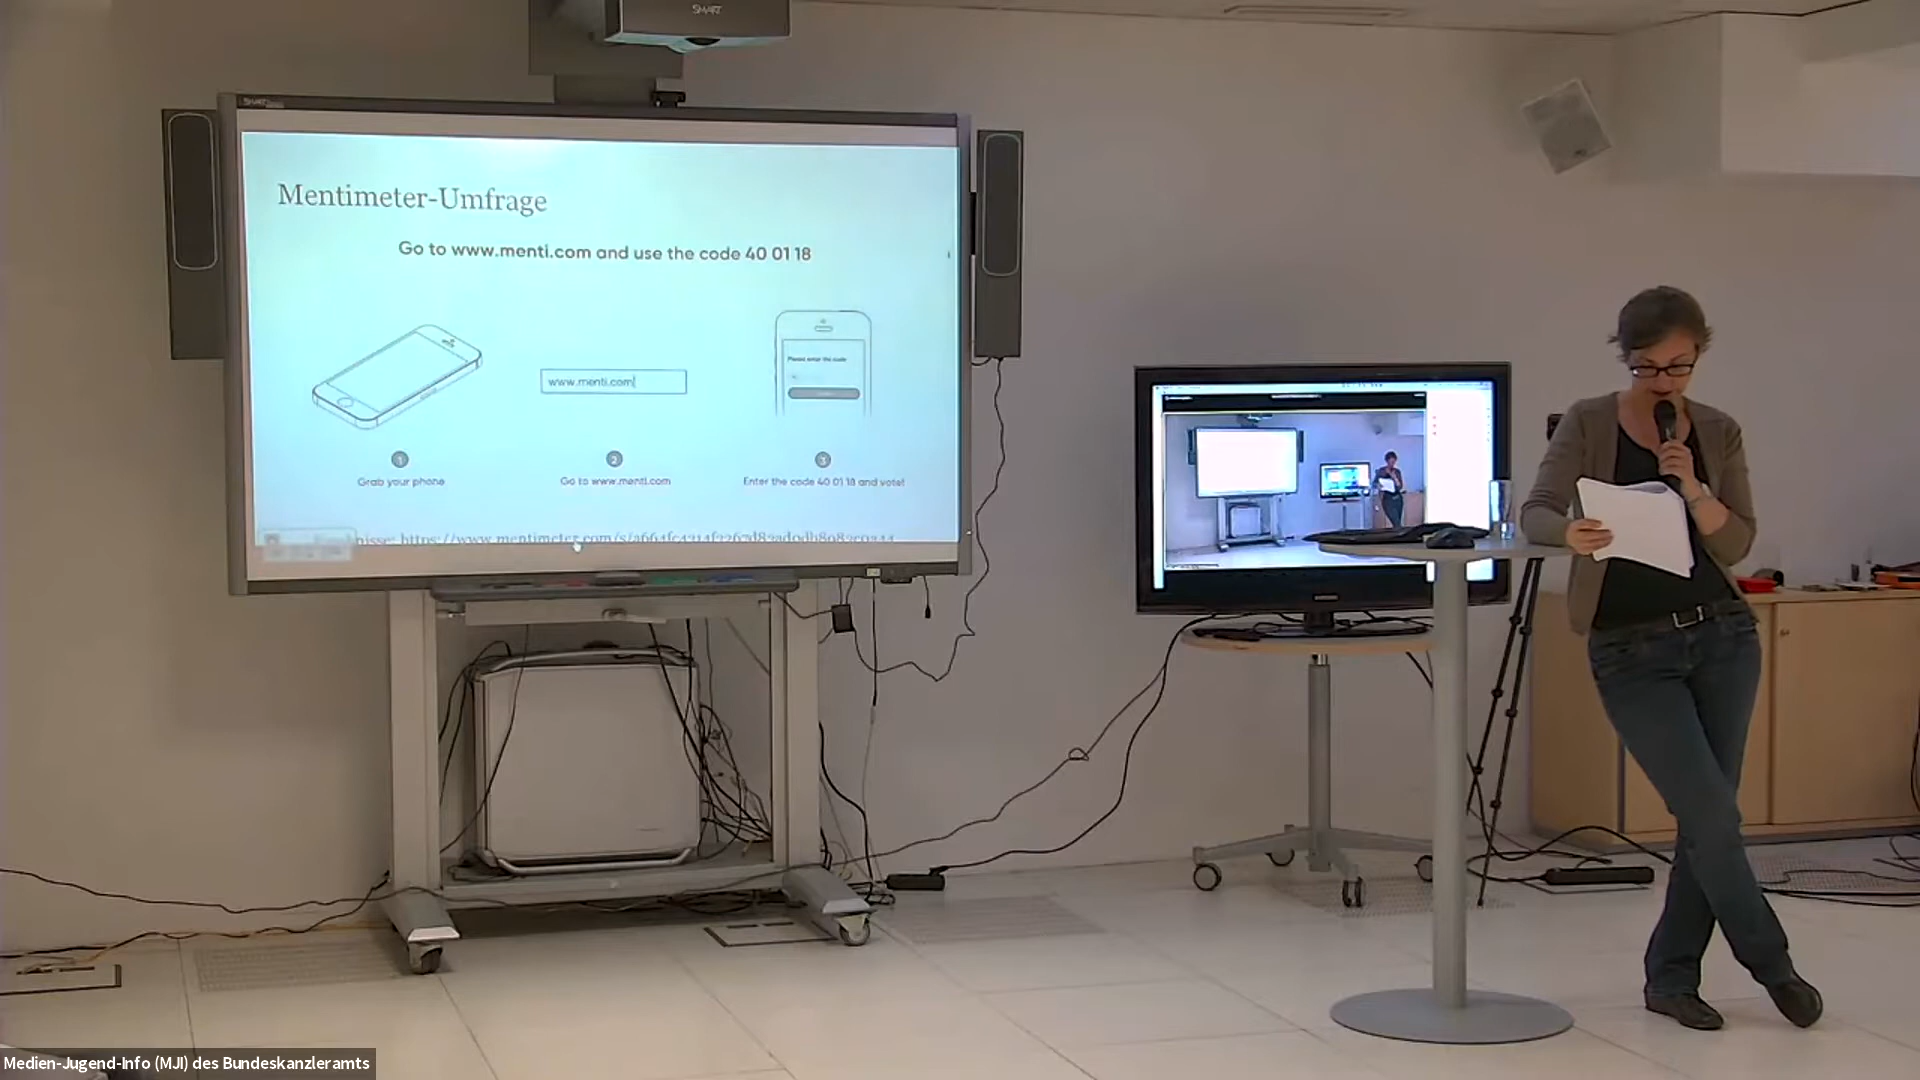 SMART
SMART
Mentimeter-Umfrage
Go to www.menti.com and use the code 40 01 18
Please enter the code
www.menti.com
1
2
3
Grab your phone
Go to www.menti.com
Enter the code 40 01 18 and vote!
SAMSUNG
Medien-Jugend-Info (MJI) des Bundeskanzleramts